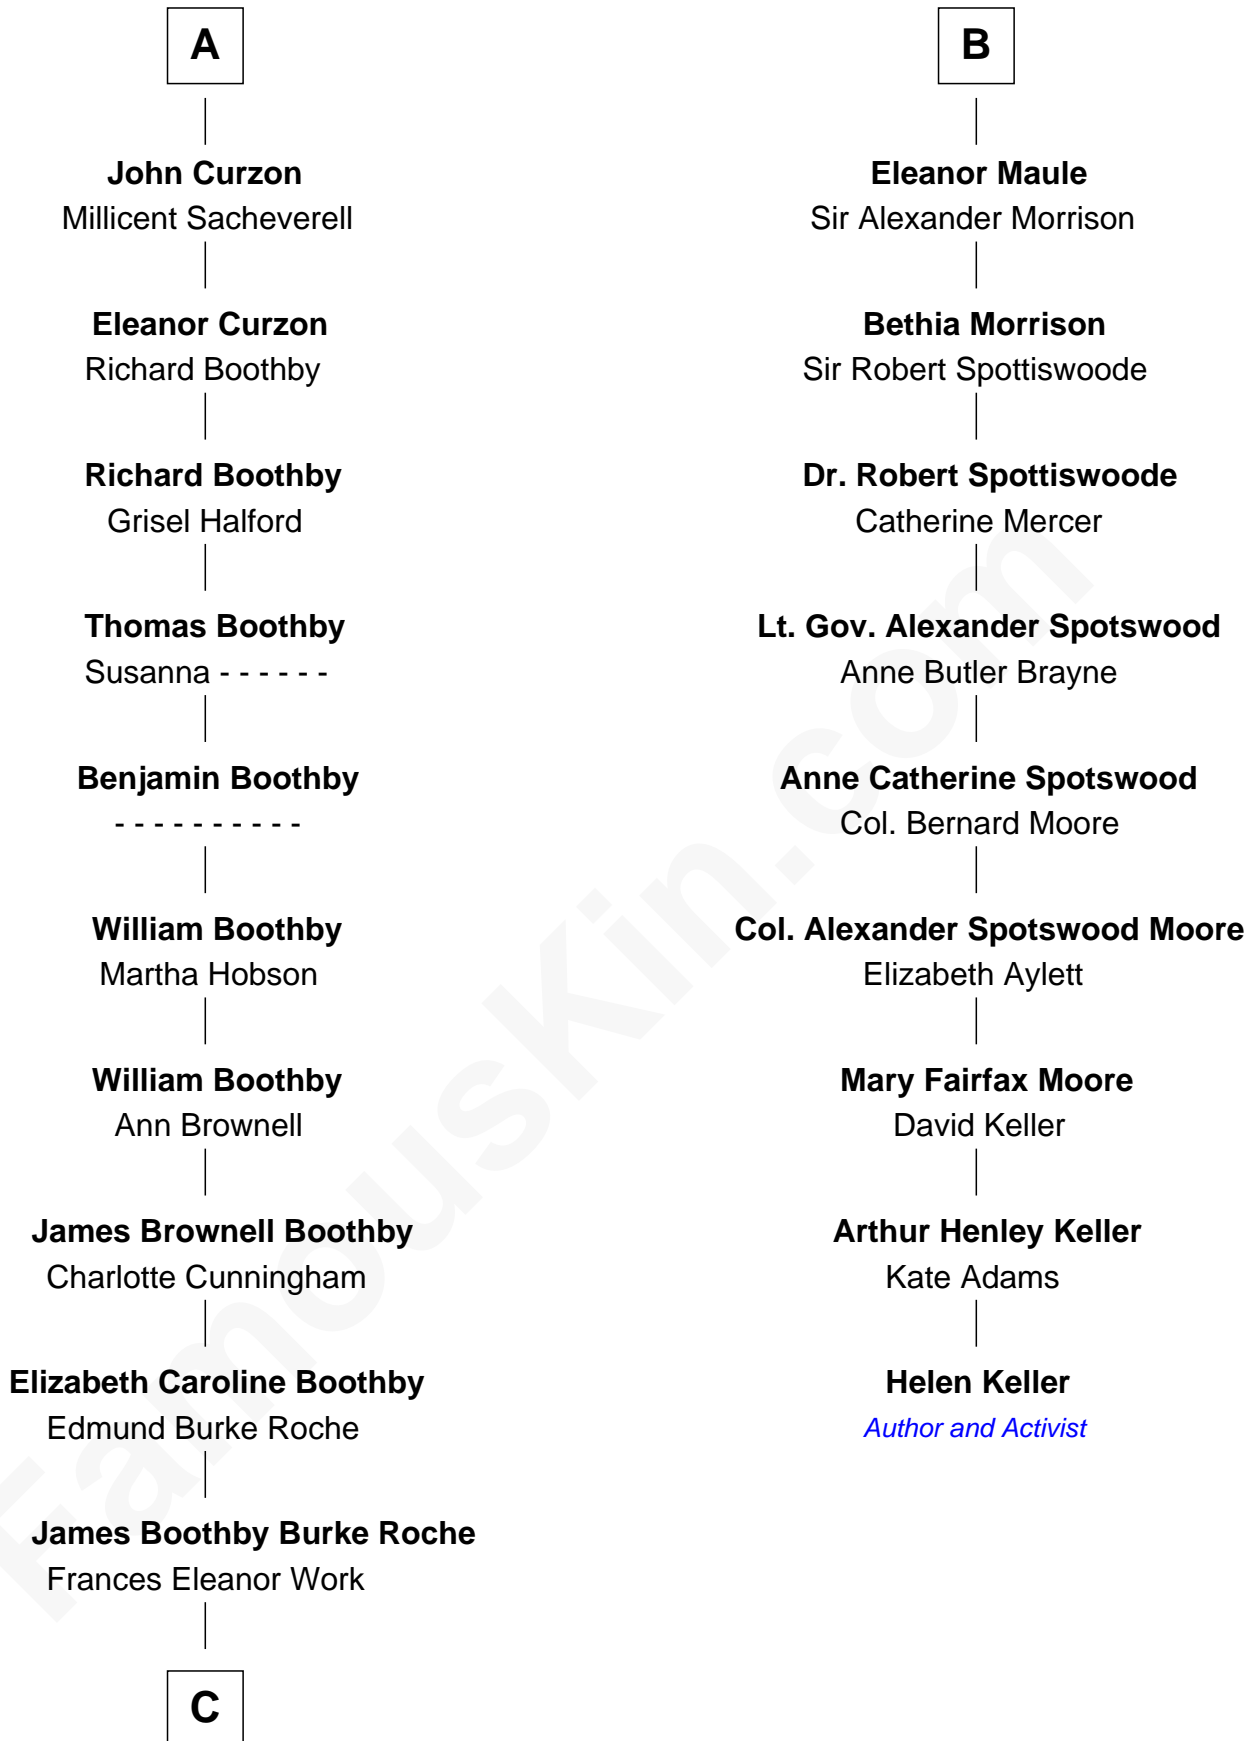 A
John Curzon
Millicent Sacheverell
Eleanor Curzon
Richard Boothby
Richard Boothby
Grisel Halford
Thomas Boothby
Susanna - - - - - -
Benjamin Boothby
- - - - - - - - - -
William Boothby
Martha Hobson
William Boothby
Ann Brownell
James Brownell Boothby
Charlotte Cunningham
Elizabeth Caroline Boothby
Edmund Burke Roche
James Boothby Burke Roche
Frances Eleanor Work
C
B
Eleanor Maule
Sir Alexander Morrison
Bethia Morrison
Sir Robert Spottiswoode
Dr. Robert Spottiswoode
Catherine Mercer
Lt. Gov. Alexander Spotswood
Anne Butler Brayne
Anne Catherine Spotswood
Col. Bernard Moore
Col. Alexander Spotswood Moore
Elizabeth Aylett
Mary Fairfax Moore
David Keller
Arthur Henley Keller
Kate Adams
Helen Keller
Author and Activist
FamousKin.com